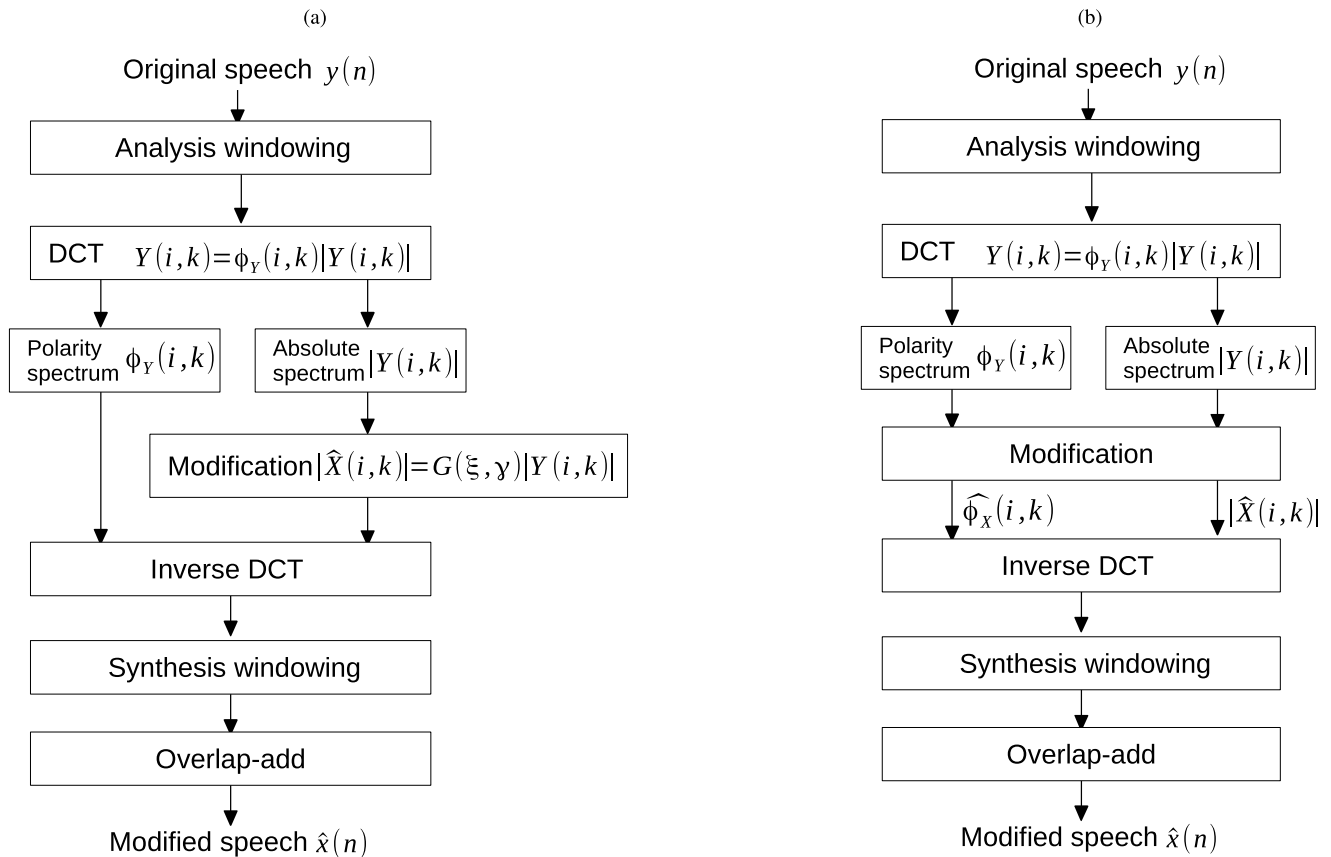 (a)
Original speech y(n)
Analysis windowing
DCT Y(i,k)=ϕ_Y(i,k)|Y(i,k)|
Polarity
spectrum ϕ_Y(i,k)
Absolute
spectrum |Y(i,k)|
Modification |X̂(i,k)|=G(ξ,γ)|Y(i,k)|
Inverse DCT
Synthesis windowing
Overlap-add
Modified speech x̂(n)
(b)
Original speech y(n)
Analysis windowing
DCT Y(i,k)=ϕ_Y(i,k)|Y(i,k)|
Polarity
spectrum ϕ_Y(i,k)
Absolute
spectrum |Y(i,k)|
Modification
ϕ̂_X(i,k)
|X̂(i,k)|
Inverse DCT
Synthesis windowing
Overlap-add
Modified speech x̂(n)